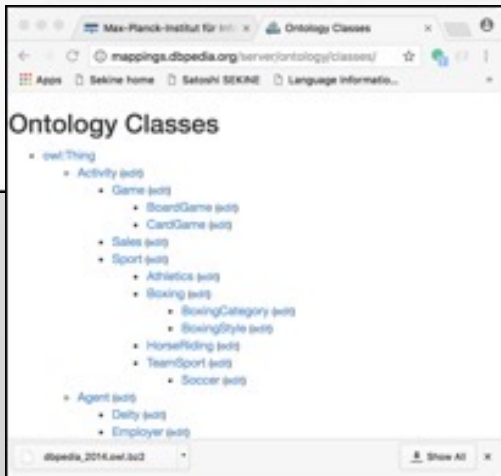 Max-Planck-Institut für Inf
Ontology Classes
mappings.dbpedia.org/server/ontology/classes/
Apps Sekine home Satoshi SEKINE Language Informatio...
Ontology Classes
owl:Thing
Activity (edit)
Game (edit)
BoardGame (edit)
CardGame (edit)
Sales (edit)
Sport (edit)
Athletics (edit)
Boxing (edit)
BoxingCategory (edit)
BoxingStyle (edit)
HorseRiding (edit)
TeamSport (edit)
Soccer (edit)
Agent (edit)
Deity (edit)
Employer (edit)
dbpedia_2014.owl.bz2
Show All